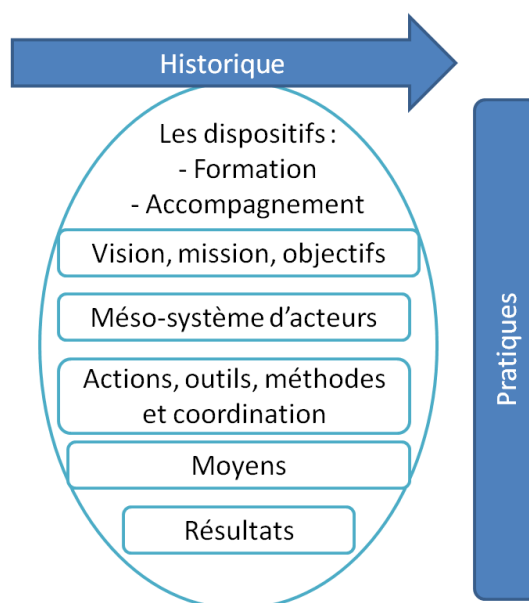 Historique
Les dispositifs :
- Formation
- Accompagnement
Vision, mission, objectifs
Méso-système d'acteurs
Actions, outils, méthodes
et coordination
Moyens
Résultats
Pratiques